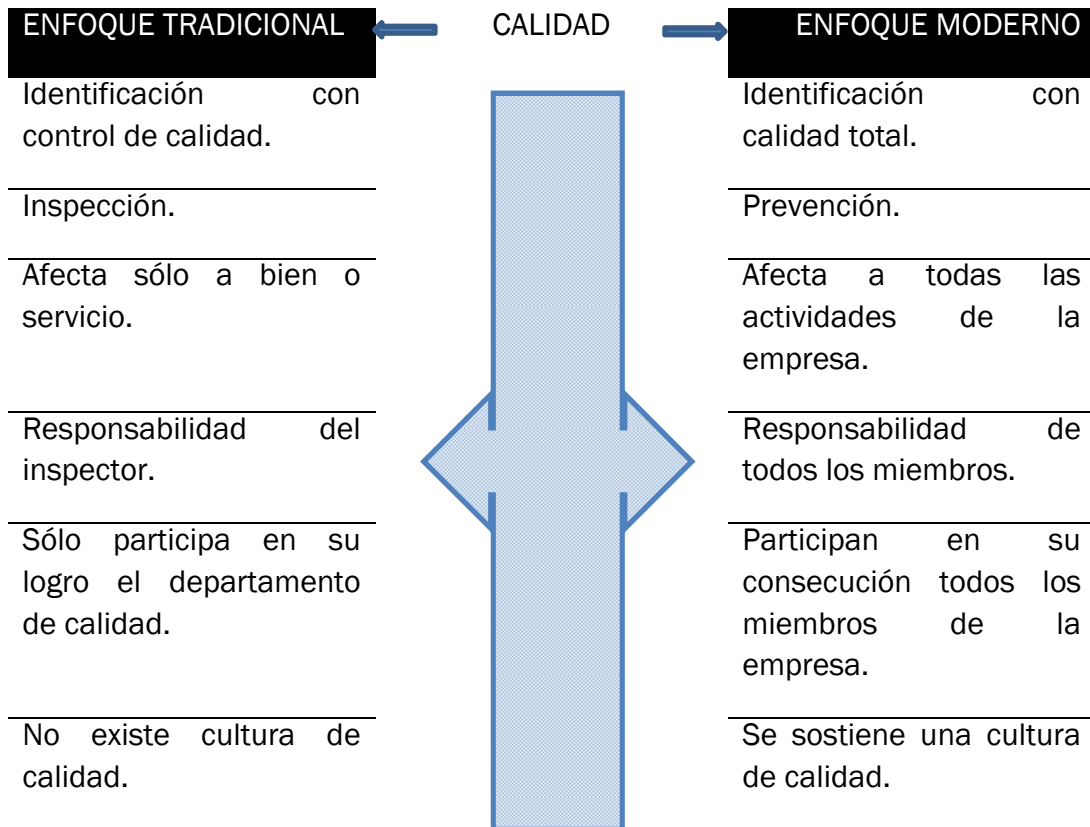 ENFOQUE TRADICIONAL
CALIDAD
ENFOQUE MODERNO
Identificación con
control de calidad.
Identificación con
calidad total.
Inspección.
Prevención.
Afecta sólo a bien o
servicio.
Afecta a todas las
actividades de la
empresa.
Responsabilidad del
inspector.
Responsabilidad de
todos los miembros.
Sólo participa en su
logro el departamento
de calidad.
Participan en su
consecución todos los
miembros de la
empresa.
No existe cultura de
calidad.
Se sostiene una cultura
de calidad.